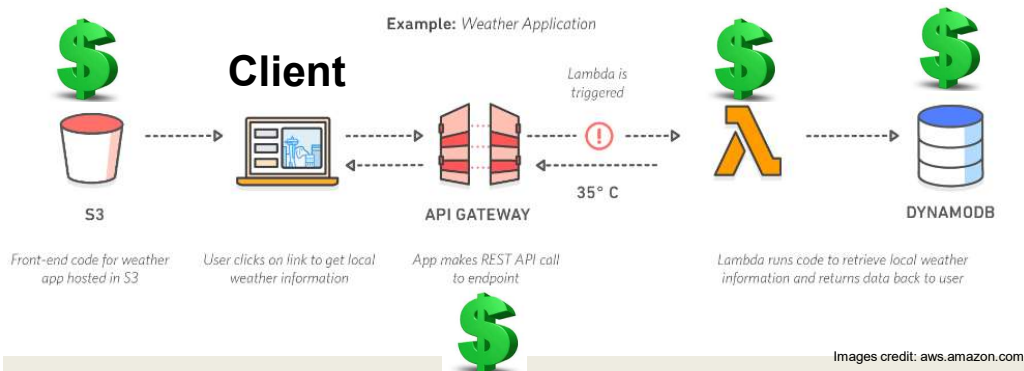 Example: Weather Application
Client
Lambda is
triggered
35° C
S3
API GATEWAY
DYNAMODB
Front-end code for weather
app hosted in S3
User clicks on link to get local
weather information
App makes REST API call
to endpoint
Lambda runs code to retrieve local weather
information and returns data back to user
Images credit: aws.amazon.com